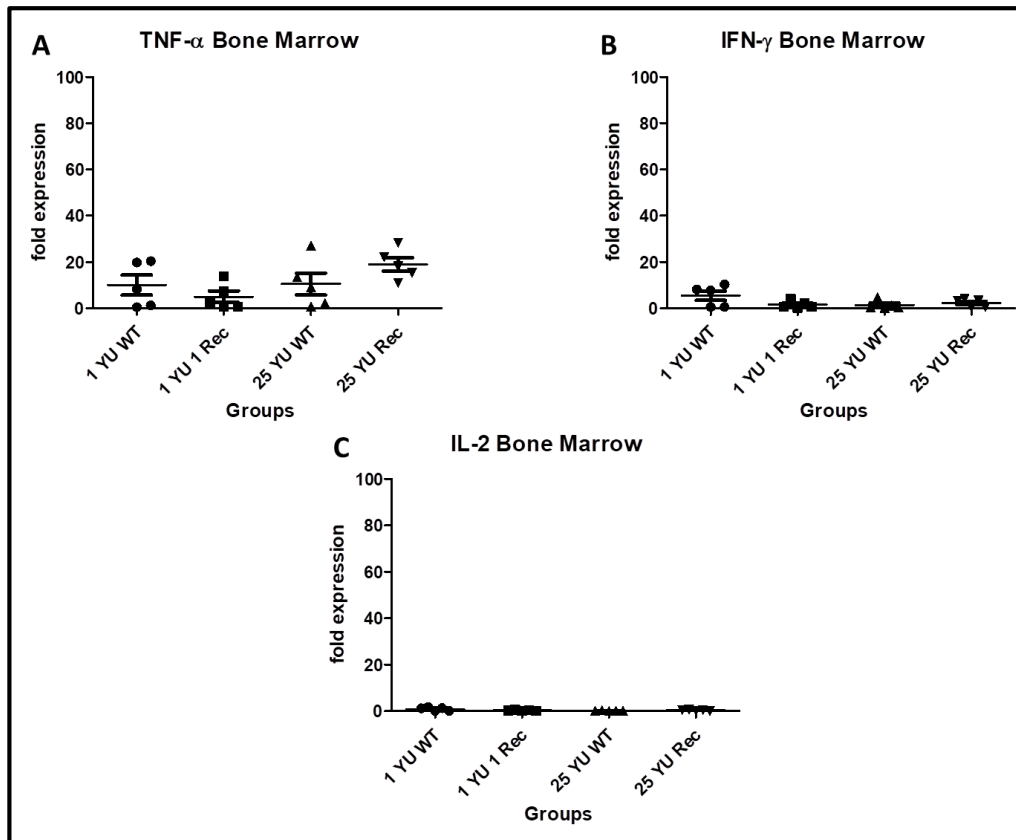 A
TNF-α Bone Marrow
fold expression
100
80
60
40
20
0
1 YU WT
1 YU 1 Rec
25 YU WT
25 YU Rec
Groups
B
IFN-γ Bone Marrow
fold expression
100
80
60
40
20
0
1 YU WT
1 YU 1 Rec
25 YU WT
25 YU Rec
Groups
C
IL-2 Bone Marrow
fold expression
100
80
60
40
20
0
1 YU WT
1 YU 1 Rec
25 YU WT
25 YU Rec
Groups